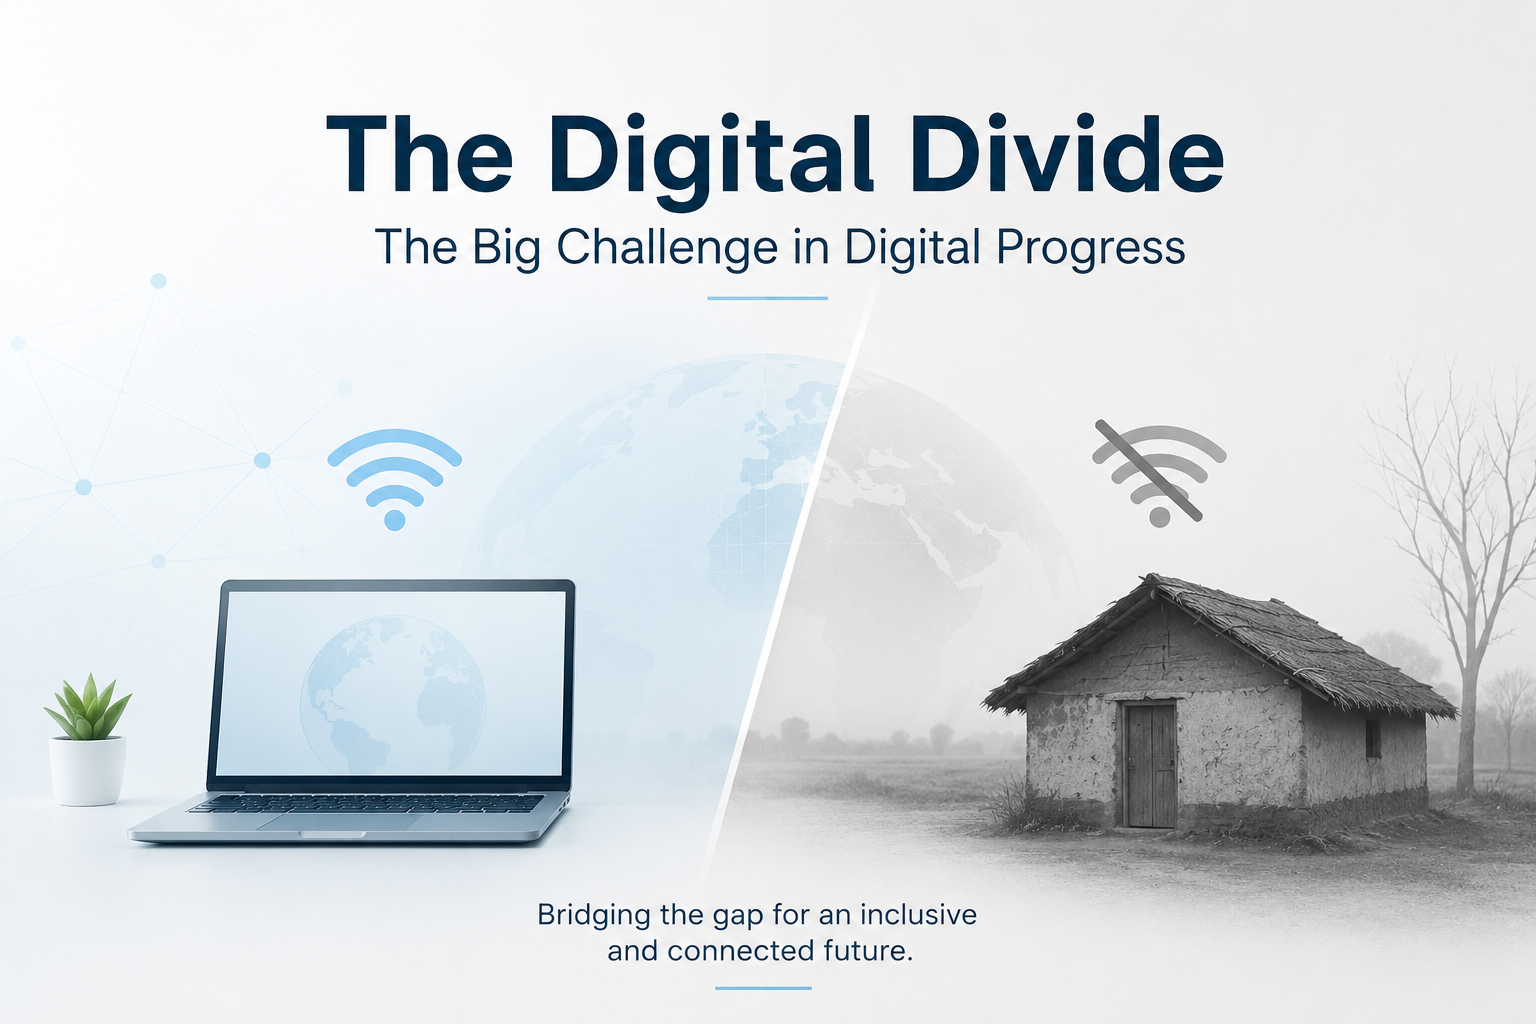 The Digital Divide
The Big Challenge in Digital Progress
Bridging the gap for an inclusive
and connected future.